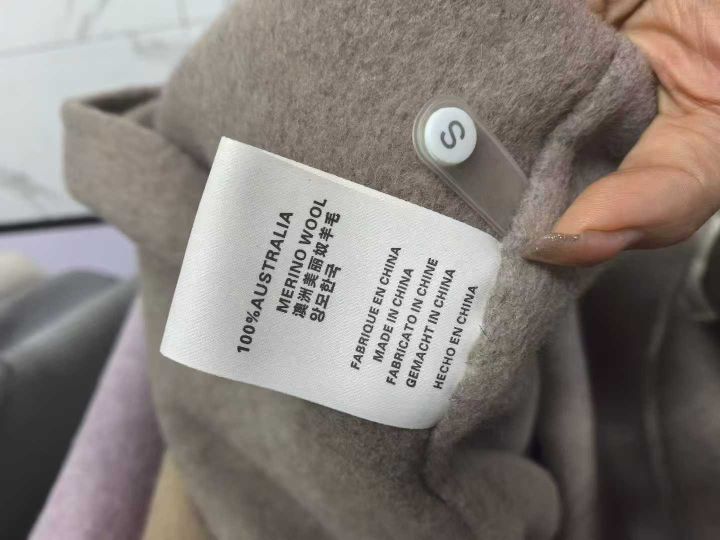 100%AUSTRALIA
MERINO WOOL
澳洲美丽奴羊毛
양모한국
FABRIQUE EN CHINA
MADE IN CHINA
FABRICATO IN CHINE
GEMACHT IN CHINA
HECHO EN CHINA
S